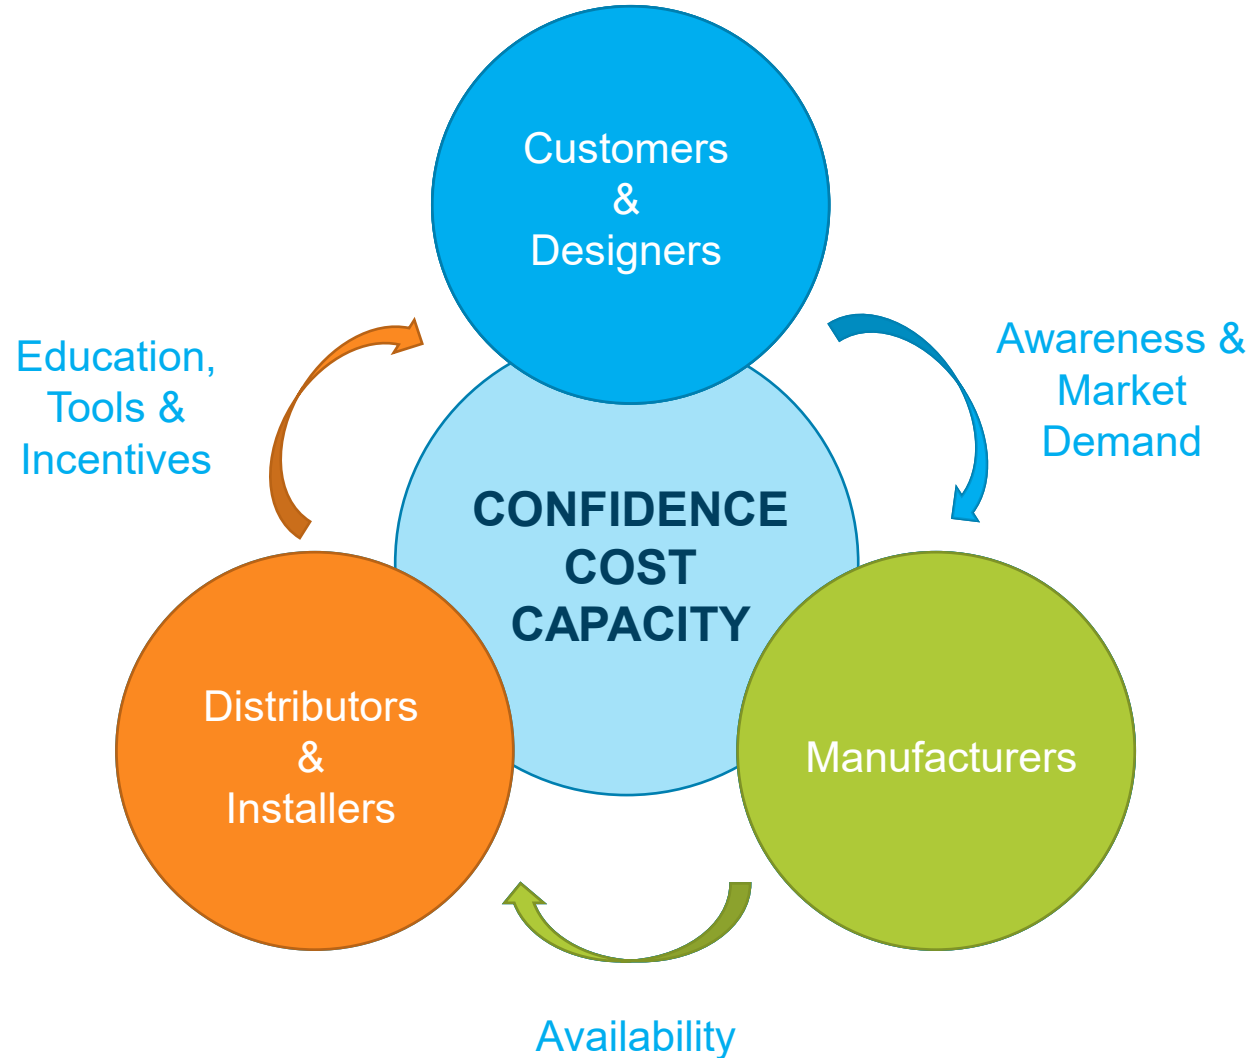 Customers
&
Designers
Education,
Tools &
Incentives
Awareness &
Market
Demand
CONFIDENCE
COST
CAPACITY
Distributors
&
Installers
Manufacturers
Availability